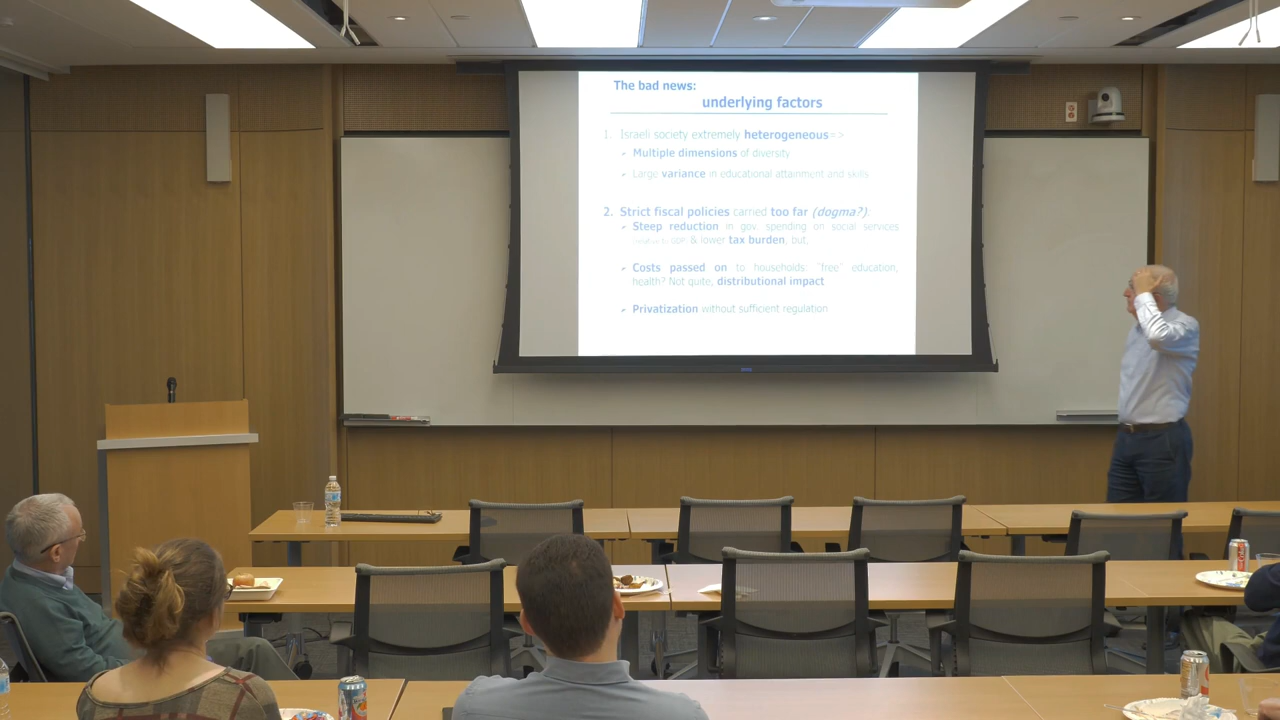 The bad news:
underlying factors
1. Israeli society extremely heterogeneous=>
Multiple dimensions of diversity
Large variance in educational attainment and skills
2. Strict fiscal policies carried too far (dogma?):
Steep reduction in gov. spending on social services
& lower tax burden, but,
Costs passed on to households: "free" education,
health? Not quite, distributional impact
Privatization without sufficient regulation